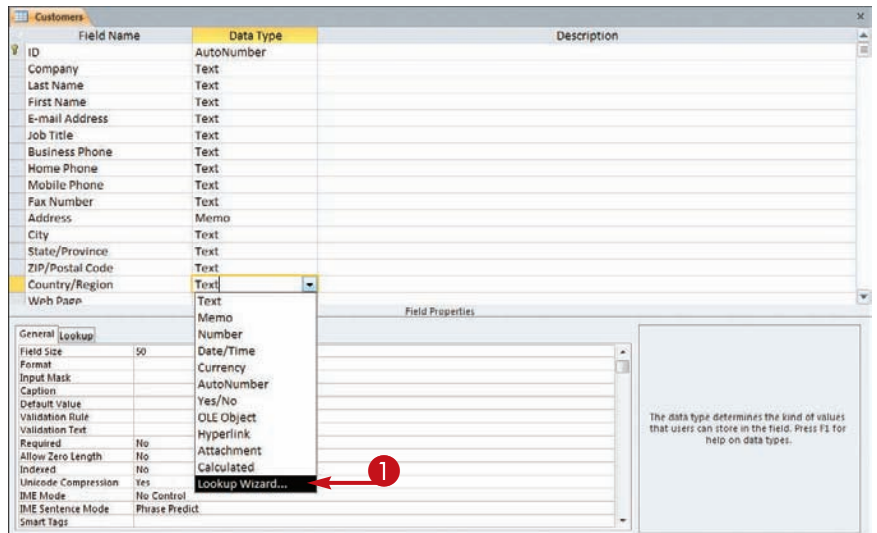 Customers
Field Name Data Type Description
ID AutoNumber
Company Text
Last Name Text
First Name Text
E-mail Address Text
Job Title Text
Business Phone Text
Home Phone Text
Mobile Phone Text
Fax Number Text
Address Memo
City Text
State/Province Text
ZIP/Postal Code Text
Country/Region Text
Web Page
Text
Memo
Number
Date/Time
Currency
AutoNumber
Yes/No
OLE Object
Hyperlink
Attachment
Calculated
Lookup Wizard...
1
Field Properties
General Lookup
Field Size 50
Format
Input Mask
Caption
Default Value
Validation Rule
Validation Text
Required No
Allow Zero Length No
Indexed No
Unicode Compression Yes
IME Mode No Control
IME Sentence Mode Phrase Predict
Smart Tags
The data type determines the kind of values
that users can store in the field. Press F1 for
help on data types.